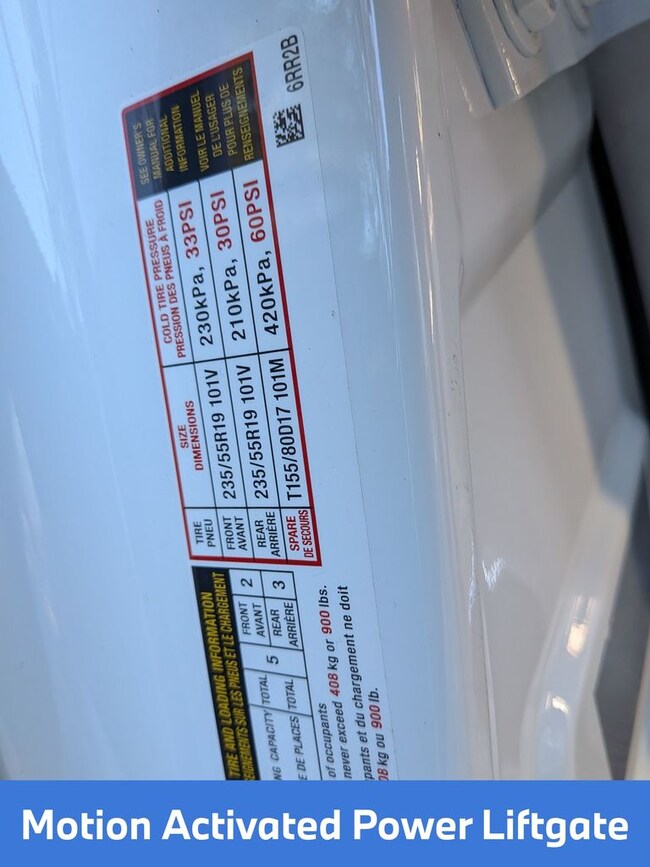 TIRE AND LOADING INFORMATION
SEIGNEMENTS SUR LES PNEUS ET LE CHARGEMENT
NG CAPACITY TOTAL 5 FRONT AVANT 2
E DE PLACES TOTAL REAR ARRIÈRE 3
of occupants
never exceed 408 kg or 900 lbs.
pants et du chargement ne doit
08 kg ou 900 lb.
TIRE
PNEU
SIZE
DIMENSIONS
COLD TIRE PRESSURE
PRESSION DES PNEUS À FROID
FRONT
AVANT
235/55R19 101V
230kPa, 33PSI
REAR
ARRIÈRE
235/55R19 101V
210kPa, 30PSI
SPARE
DE SECOURS
T155/80D17 101M
420kPa, 60PSI
SEE OWNER'S
MANUAL FOR
ADDITIONAL
INFORMATION
VOIR LE MANUEL
DE L'USAGER
POUR PLUS DE
RENSEIGNEMENTS
6RR2B
Motion Activated Power Liftgate